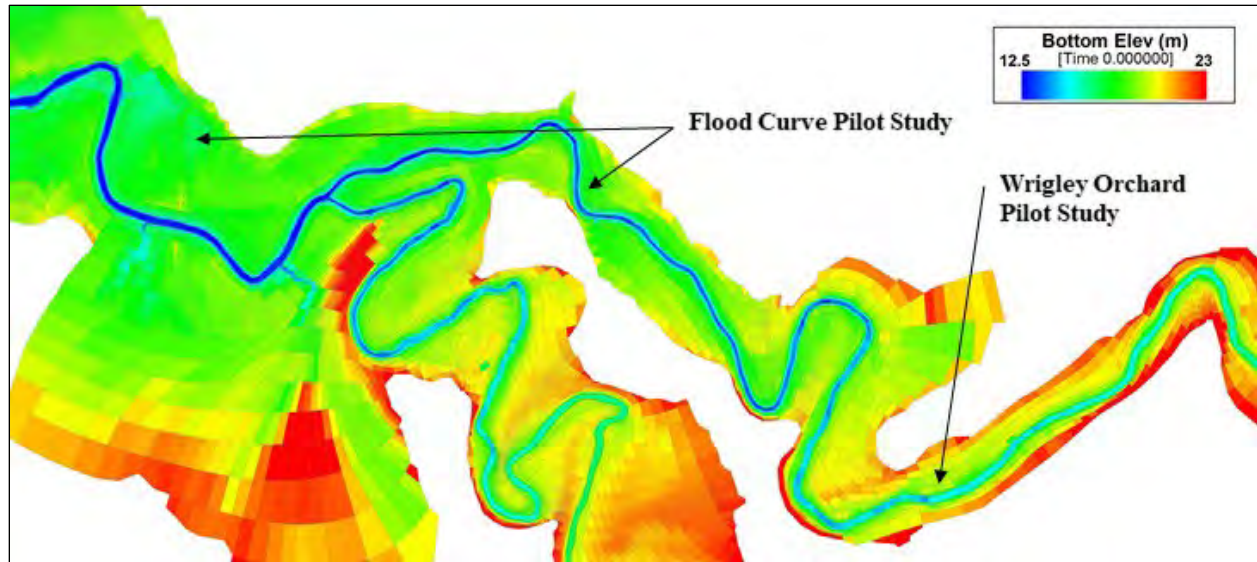 Bottom Elev (m)
12.5 [Time 0.000000] 23
Flood Curve Pilot Study
Wrigley Orchard
Pilot Study